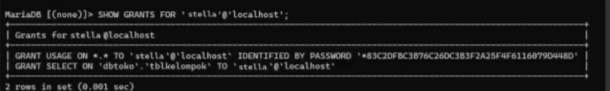 MariaDB [(none)]> SHOW GRANTS FOR 'stella'@'localhost';
+--------------------------------------------------------------------------------------------------------------+
| Grants for stella@localhost |
+--------------------------------------------------------------------------------------------------------------+
| GRANT USAGE ON *.* TO 'stella'@'localhost' IDENTIFIED BY PASSWORD '*83C2DFBC3B76C26DC3B3F2A25F4F6116079D448D' |
| GRANT SELECT ON `dbtoko`.`tblkelompok` TO 'stella'@'localhost' |
+--------------------------------------------------------------------------------------------------------------+
2 rows in set (0.001 sec)